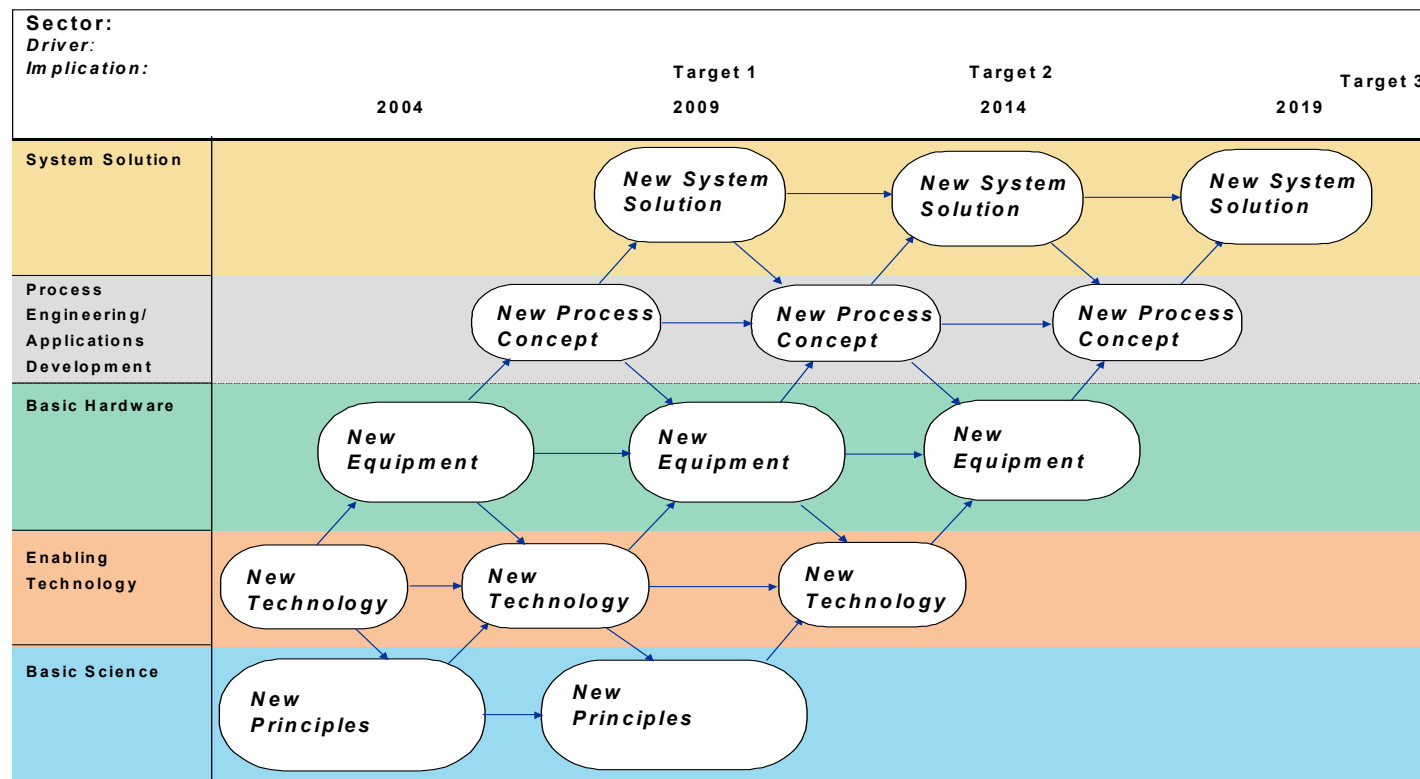 Sector:
Driver:
Implication:
Target 1
Target 2
Target 3
2004
2009
2014
2019
System Solution
New System
Solution
New System
Solution
New System
Solution
Process
Engineering/
Applications
Development
New Process
Concept
New Process
Concept
New Process
Concept
Basic Hardware
New
Equipment
New
Equipment
New
Equipment
Enabling
Technology
New
Technology
New
Technology
New
Technology
Basic Science
New
Principles
New
Principles